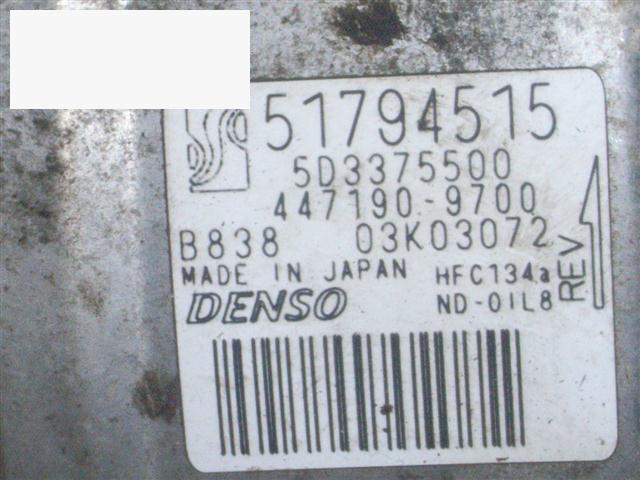 51794515
5D3375500
447190-9700
B838 03K03072
MADE IN JAPAN HFC134a
DENSO ND-OIL8
REV